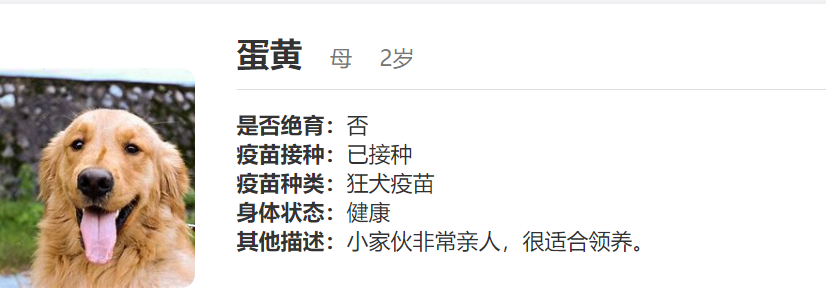 蛋黄 母 2岁
是否绝育：否
疫苗接种：已接种
疫苗种类：狂犬疫苗
身体状态：健康
其他描述：小家伙非常亲人，很适合领养。